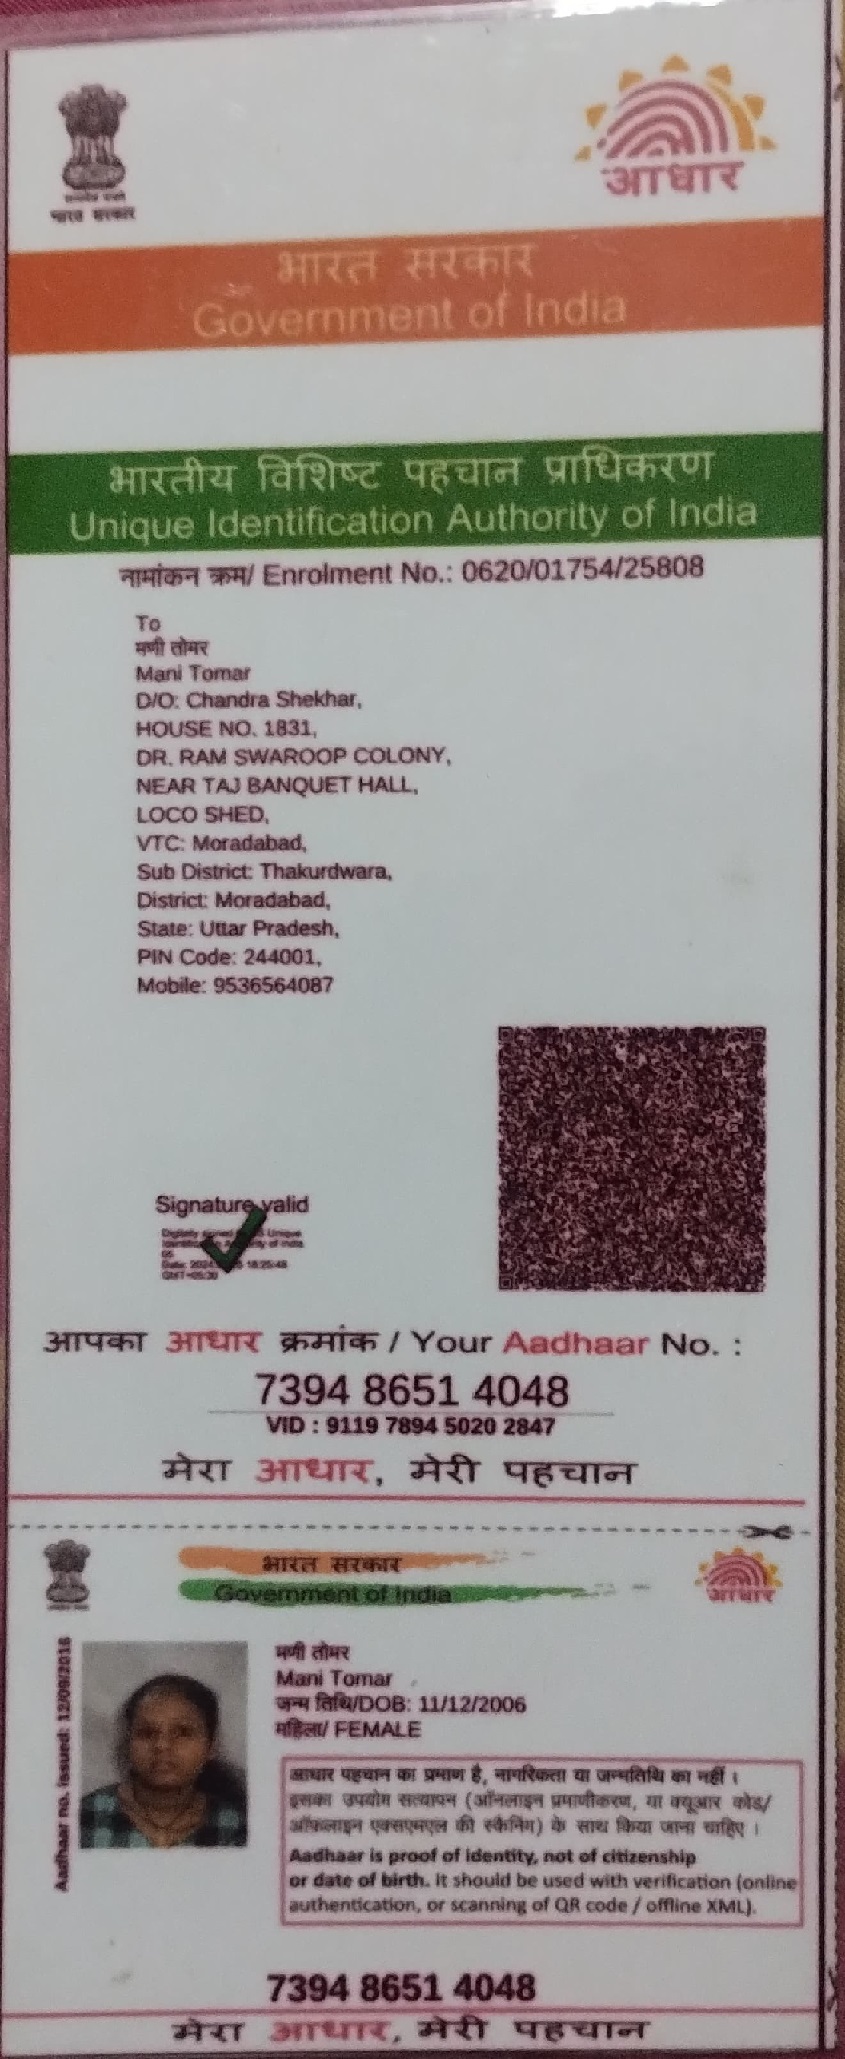 आधार
भारत सरकार
भारत सरकार
Government of India
भारतीय विशिष्ट पहचान प्राधिकरण
Unique Identification Authority of India
नामांकन क्रम/ Enrolment No.: 0620/01754/25808
To
मणी तोमर
Mani Tomar
D/O: Chandra Shekhar,
HOUSE NO. 1831,
DR. RAM SWAROOP COLONY,
NEAR TAJ BANQUET HALL,
LOCO SHED,
VTC: Moradabad,
Sub District: Thakurdwara,
District: Moradabad,
State: Uttar Pradesh,
PIN Code: 244001,
Mobile: 9536564087
Signature valid
आपका आधार क्रमांक / Your Aadhaar No. :
7394 8651 4048
VID : 9119 7894 5020 2847
मेरा आधार, मेरी पहचान
भारत सरकार
Government of India
आधार
Aadhaar no. issued: 12/09/2016
मणी तोमर
Mani Tomar
जन्म तिथि/DOB: 11/12/2006
महिला/ FEMALE
आधार पहचान का प्रमाण है, नागरिकता या जन्मतिथि का नहीं ।
इसका उपयोग सत्यापन (ऑनलाइन प्रमाणीकरण, या क्यूआर कोड/
ऑफलाइन एक्सएमएल की स्कैनिंग) के साथ किया जाना चाहिए ।
Aadhaar is proof of identity, not of citizenship
or date of birth. It should be used with verification (online
authentication, or scanning of QR code / offline XML).
7394 8651 4048
मेरा आधार, मेरी पहचान